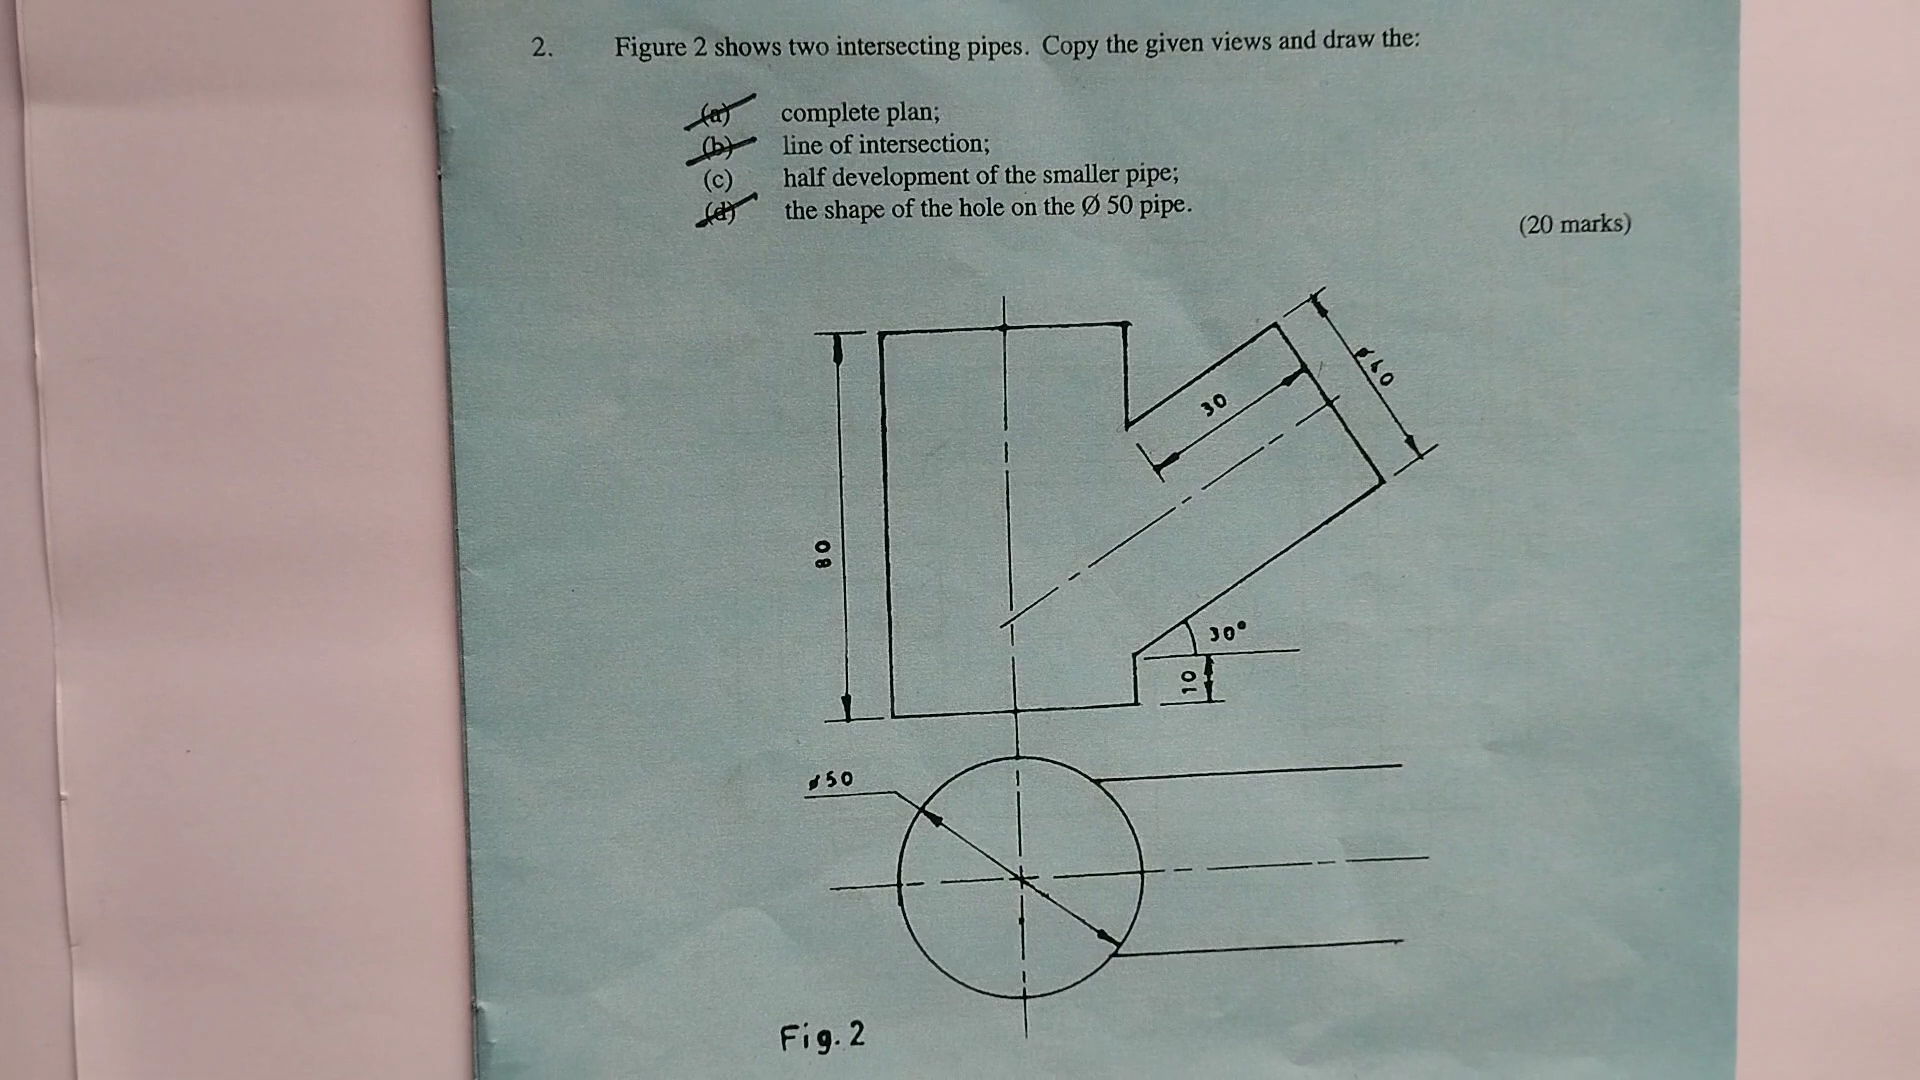 2. Figure 2 shows two intersecting pipes. Copy the given views and draw the:
(a) complete plan;
(b) line of intersection;
(c) half development of the smaller pipe;
(d) the shape of the hole on the Ø 50 pipe.
(20 marks)
30
80
30°
10
ø50
Fig. 2